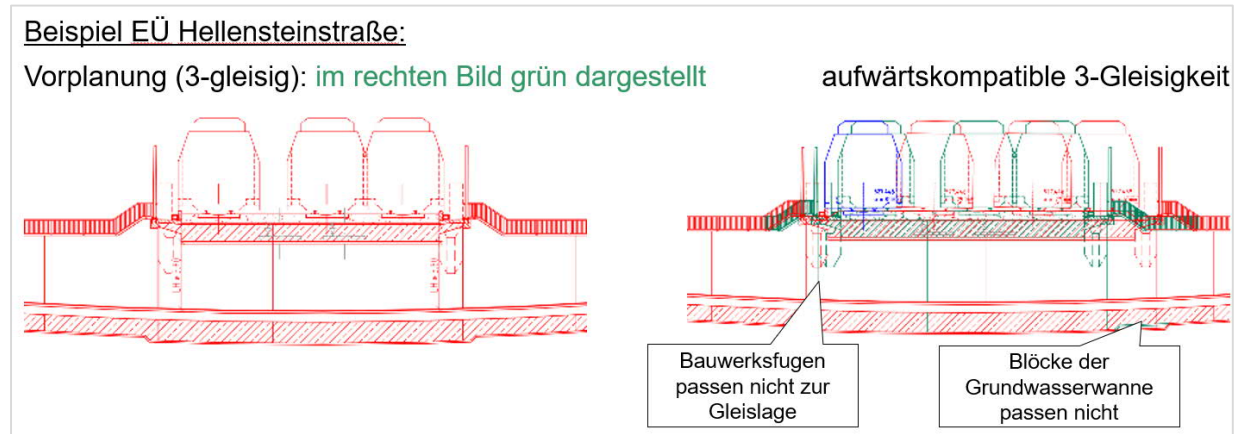 Beispiel EÜ Hellensteinstraße:
Vorplanung (3-gleisig): im rechten Bild grün dargestellt
aufwärtskompatible 3-Gleisigkeit
Bauwerksfugen
passen nicht zur
Gleislage
Blöcke der
Grundwasserwanne
passen nicht